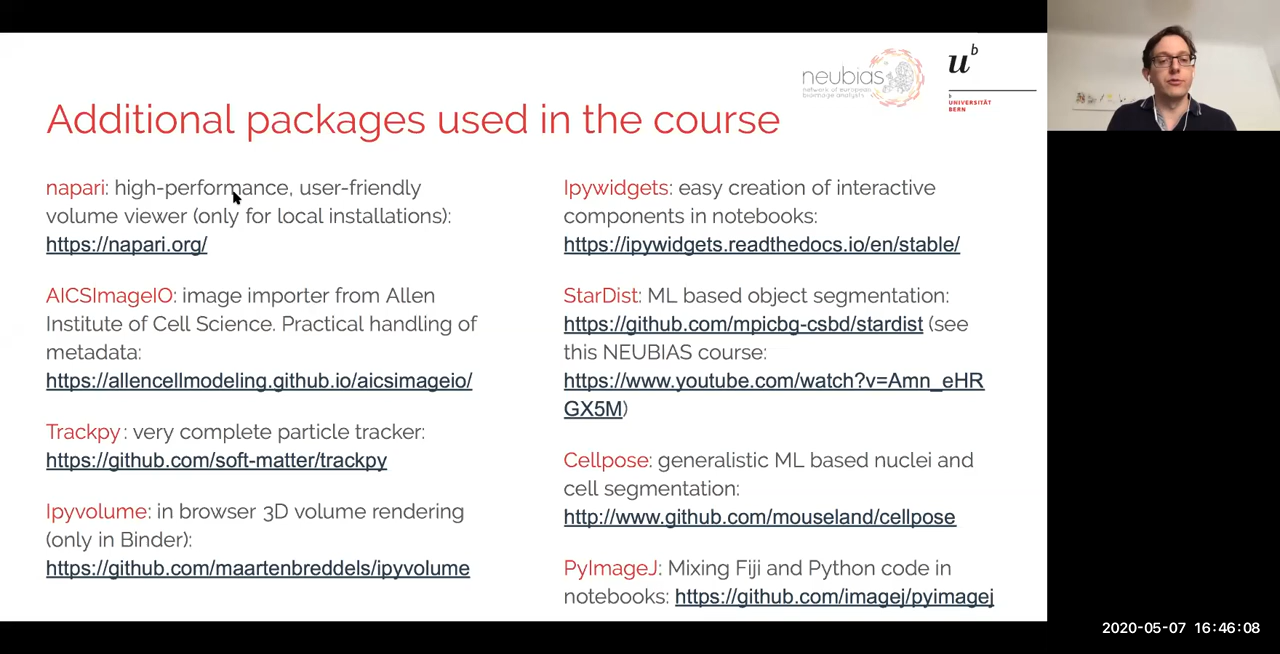 neubias
network of european
bioimage analysts
u^b
b
UNIVERSITÄT
BERN
Additional packages used in the course
napari: high-performance, user-friendly
volume viewer (only for local installations):
https://napari.org/
AICSImageIO: image importer from Allen
Institute of Cell Science. Practical handling of
metadata:
https://allencellmodeling.github.io/aicsimageio/
Trackpy : very complete particle tracker:
https://github.com/soft-matter/trackpy
Ipyvolume: in browser 3D volume rendering
(only in Binder):
https://github.com/maartenbreddels/ipyvolume
Ipywidgets: easy creation of interactive
components in notebooks:
https://ipywidgets.readthedocs.io/en/stable/
StarDist: ML based object segmentation:
https://github.com/mpicbg-csbd/stardist (see
this NEUBIAS course:
https://www.youtube.com/watch?v=Amn_eHR
GX5M)
Cellpose: generalistic ML based nuclei and
cell segmentation:
http://www.github.com/mouseland/cellpose
PyImageJ: Mixing Fiji and Python code in
notebooks: https://github.com/imagej/pyimagej
2020-05-07 16:46:08